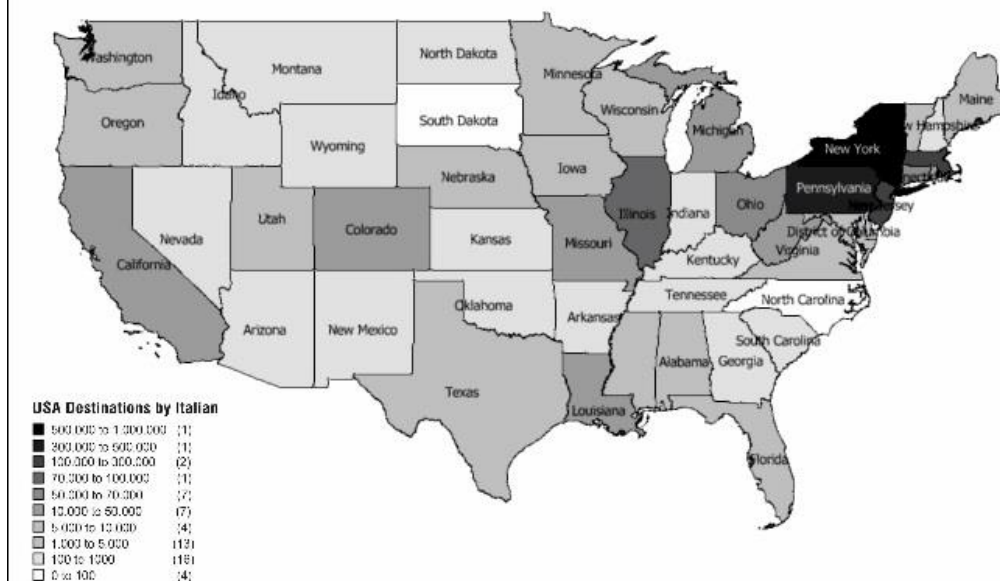 Washington
North Dakota
Montana
Minnesota
Maine
Idaho
Wisconsin
South Dakota
Oregon
Michigan
w Hampshire
Wyoming
New York
Iowa
Nebraska
Pennsylvania
Illinois
Indiana
Ohio
Utah
Colorado
District of Columbia
Nevada
Kansas
Missouri
Virginia
California
Kentucky
Tennessee
North Carolina
Oklahoma
Arkansas
Arizona
New Mexico
South Carolina
Alabama
Georgia
Texas
Louisiana
Florida
USA Destinations by Italian
500.000 to 1.000.000 (1)
300.000 to 500.000 (1)
100.000 to 300.000 (2)
70.000 to 100.000 (1)
50.000 to 70.000
10.000 to 50.000 (7)
5.000 to 10.000 (4)
1.000 to 5.000 (13)
100 to 1000 (16)
0 to 100 (4)